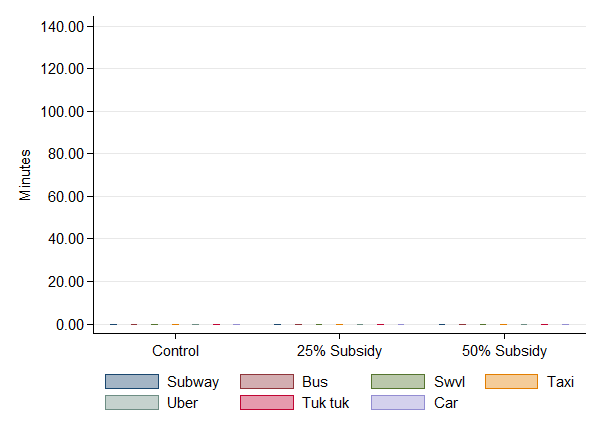 140.00
120.00
100.00
80.00
60.00
40.00
20.00
0.00
Minutes
Control 25% Subsidy 50% Subsidy
Subway Bus Swvl Taxi
Uber Tuk tuk Car